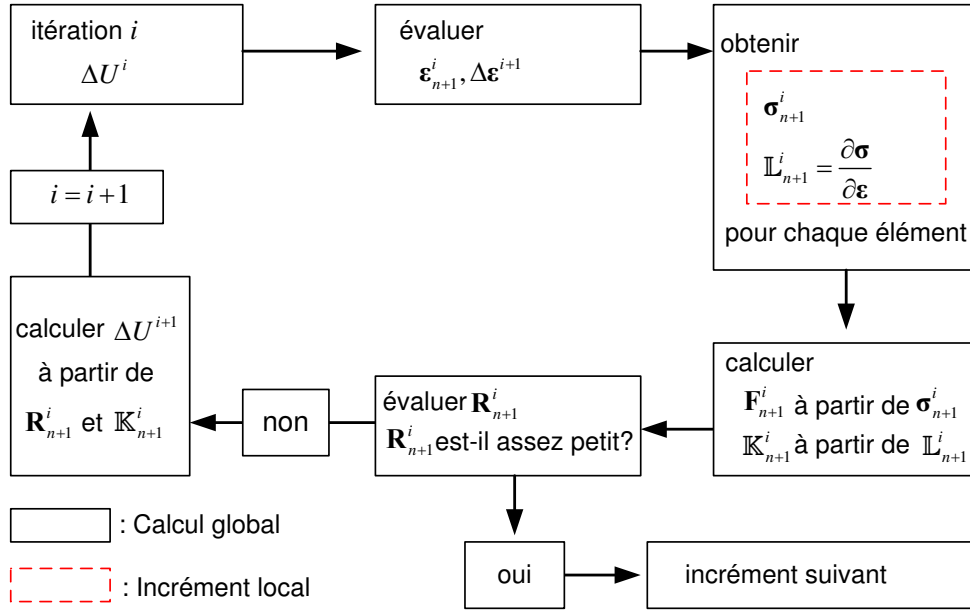 itération i
ΔU^i
évaluer
ε^i_{n+1}, Δε^{i+1}
obtenir
σ^i_{n+1}
𝕃^i_{n+1} = ∂σ/∂ε
pour chaque élément
calculer
F^i_{n+1} à partir de σ^i_{n+1}
𝕂^i_{n+1} à partir de 𝕃^i_{n+1}
évaluer R^i_{n+1}
R^i_{n+1} est-il assez petit?
non
calculer ΔU^{i+1}
à partir de
R^i_{n+1} et 𝕂^i_{n+1}
i = i+1
oui
incrément suivant
: Calcul global
: Incrément local